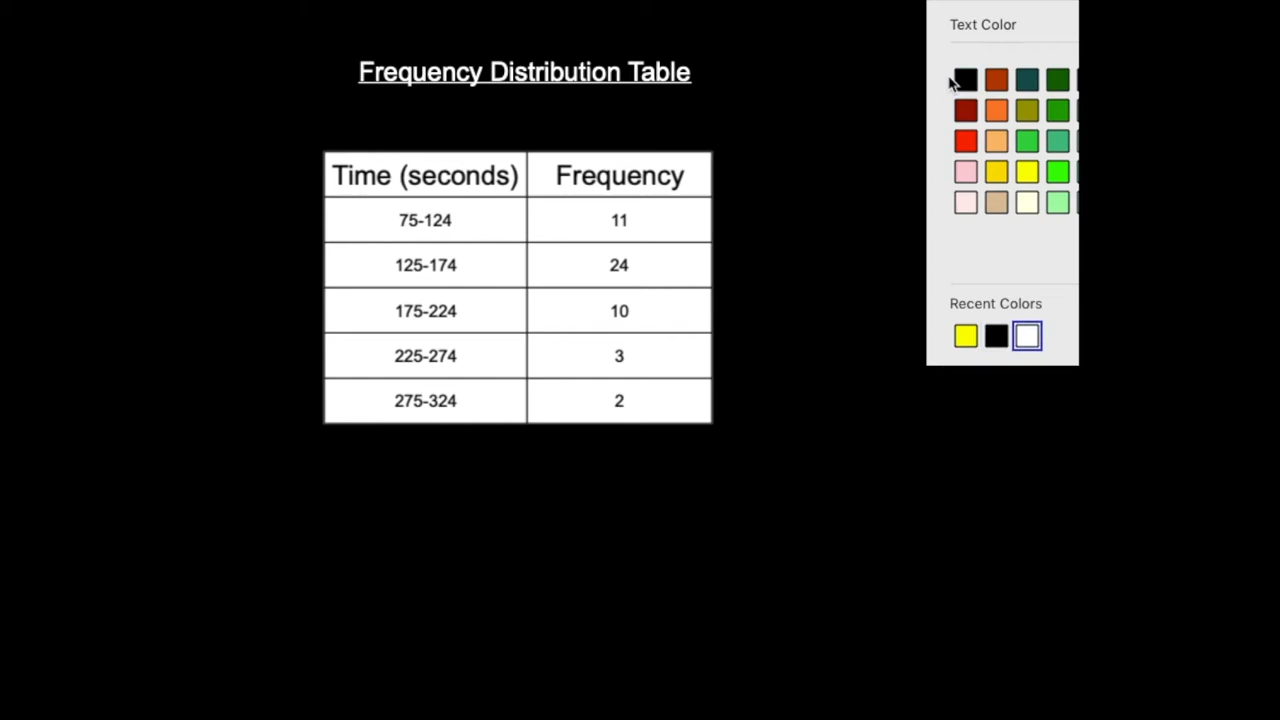 Text Color
Frequency Distribution Table
Time (seconds) Frequency
75-124 11
125-174 24
175-224 10
225-274 3
275-324 2
Recent Colors